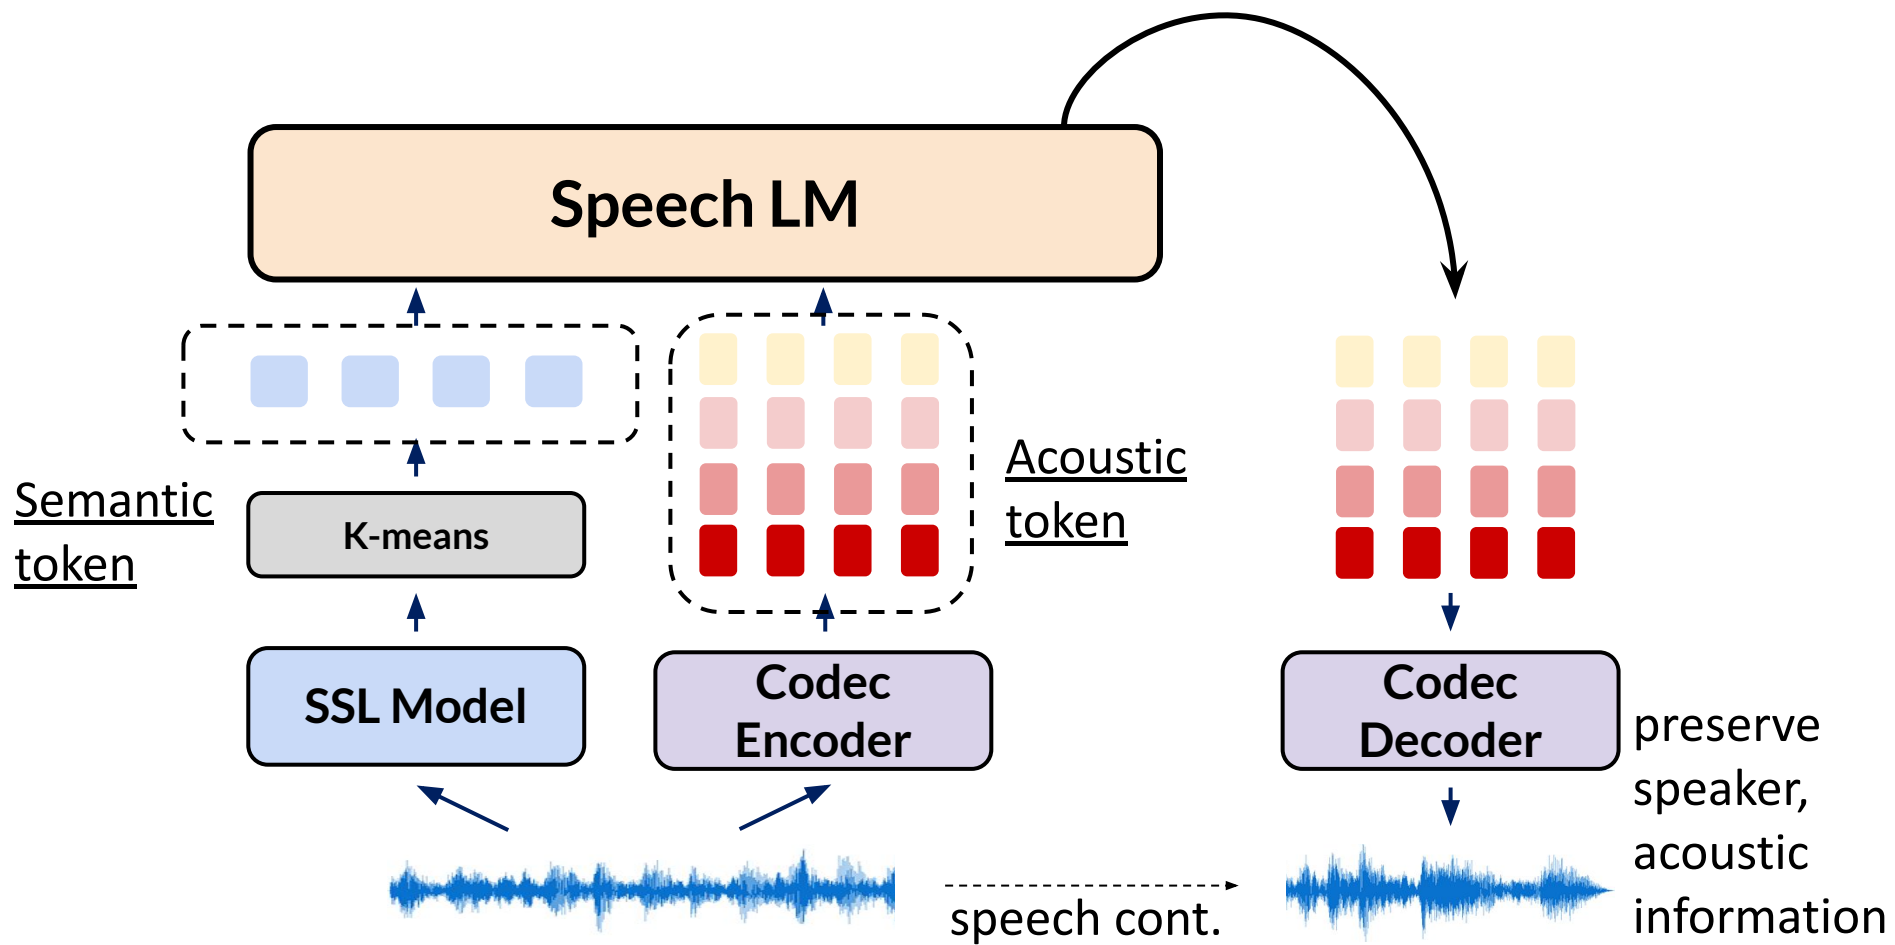 Speech LM
Semantic
token
K-means
SSL Model
Acoustic
token
Codec
Encoder
Codec
Decoder
preserve
speaker,
acoustic
information
speech cont.